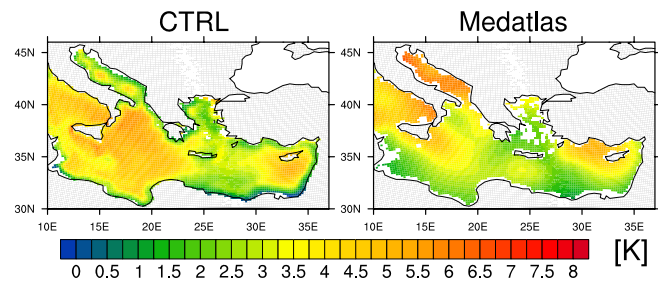 CTRL Medatlas
45N 45N
40N 40N
35N 35N
30N 30N
10E 15E 20E 25E 30E 35E 10E 15E 20E 25E 30E 35E
0 0.5 1 1.5 2 2.5 3 3.5 4 4.5 5 5.5 6 6.5 7 7.5 8 [K]